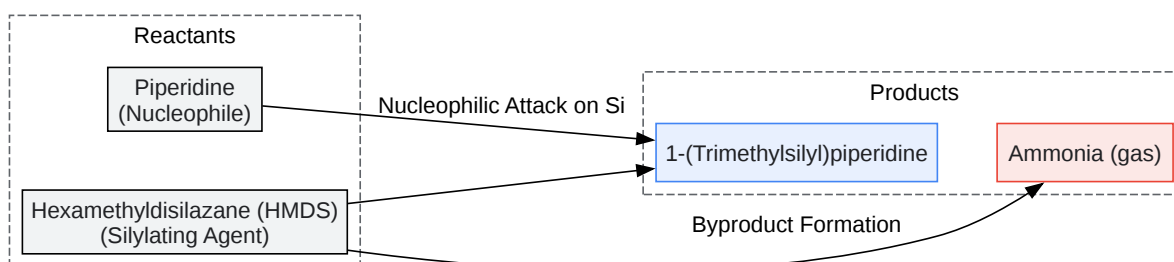 Reactants
Piperidine
(Nucleophile)
Nucleophilic Attack on Si
Products
1-(Trimethylsilyl)piperidine
Ammonia (gas)
Hexamethyldisilazane (HMDS)
(Silylating Agent)
Byproduct Formation